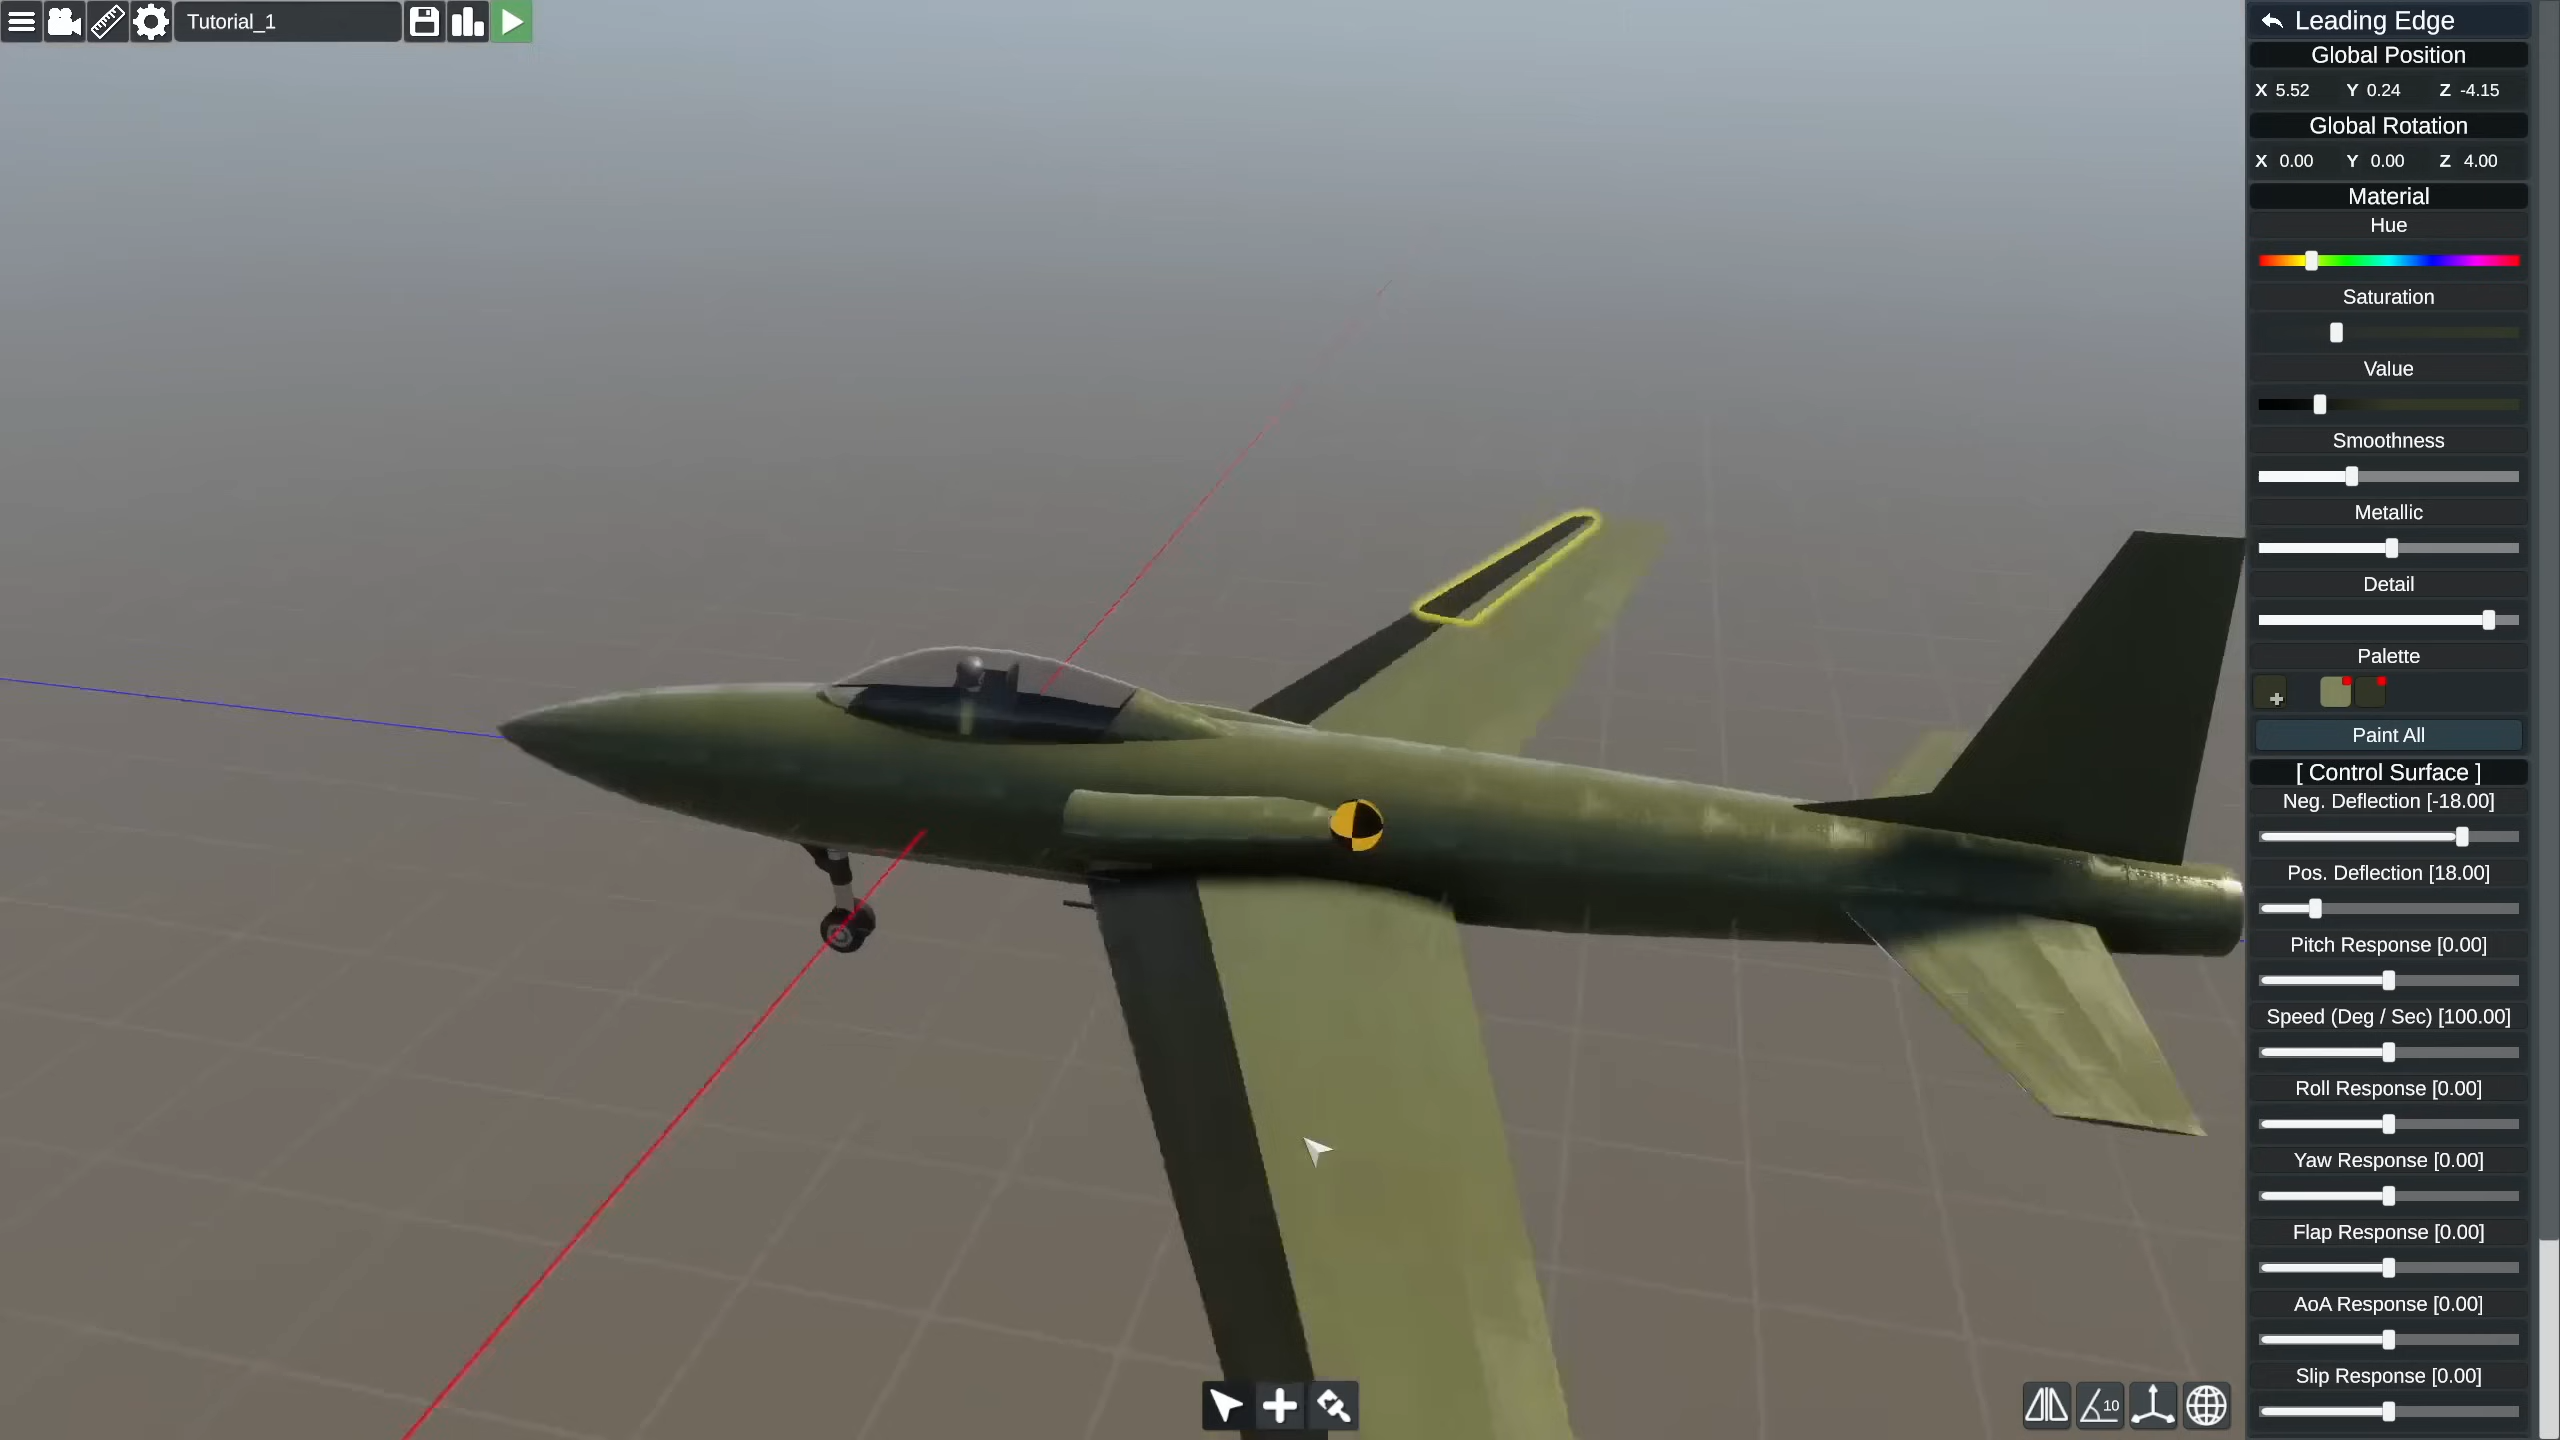 Tutorial_1
Leading Edge
Global Position
X 5.52 Y 0.24 Z -4.15
Global Rotation
X 0.00 Y 0.00 Z 4.00
Material
Hue
Saturation
Value
Smoothness
Metallic
Detail
Palette
Paint All
[ Control Surface ]
Neg. Deflection [-18.00]
Pos. Deflection [18.00]
Pitch Response [0.00]
Speed (Deg / Sec) [100.00]
Roll Response [0.00]
Yaw Response [0.00]
Flap Response [0.00]
AoA Response [0.00]
Slip Response [0.00]
10